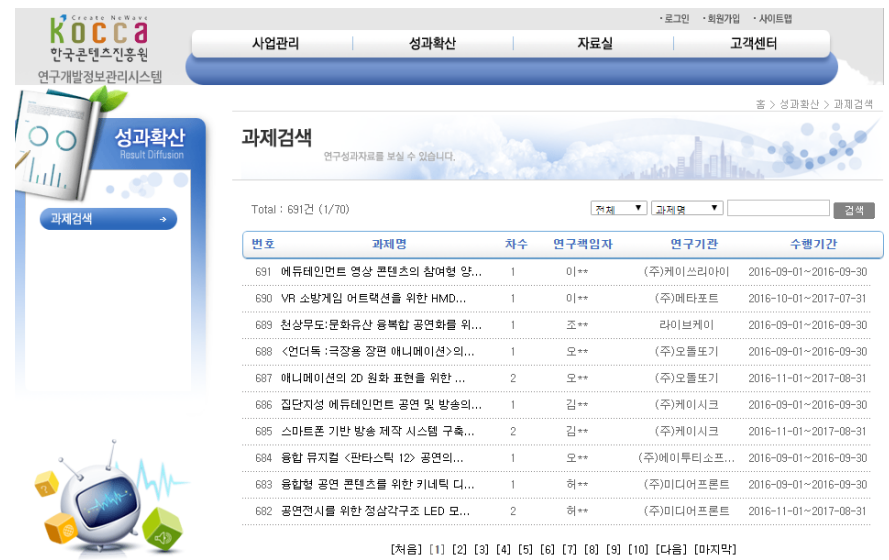 ·로그인 ·회원가입 ·사이트맵
Create NeWave
KOCCA
한국콘텐츠진흥원
연구개발정보관리시스템
사업관리 성과확산 자료실 고객센터
홈 > 성과확산 > 과제검색
성과확산
Result Diffusion
과제검색
과제검색
연구성과자료를 보실 수 있습니다.
Total : 691건 (1/70) 전체 과제명 검색
번호 과제명 차수 연구책임자 연구기관 수행기간
691 에듀테인먼트 영상 콘텐츠의 참여형 양... 1 이** (주)케이쓰리아이 2016-09-01~2016-09-30
690 VR 소방게임 어트랙션을 위한 HMD... 1 이** (주)메타포트 2016-10-01~2017-07-31
689 천상무도:문화유산 융복합 공연화를 위... 1 조** 라이브케이 2016-09-01~2016-09-30
688 <언더독 :극장용 장편 애니메이션>의... 1 오** (주)오돌또기 2016-09-01~2016-09-30
687 애니메이션의 2D 원화 표현을 위한 ... 2 오** (주)오돌또기 2016-11-01~2017-08-31
686 집단지성 에듀테인먼트 공연 및 방송의... 1 김** (주)케이시크 2016-09-01~2016-09-30
685 스마트폰 기반 방송 제작 시스템 구축... 2 김** (주)케이시크 2016-11-01~2017-08-31
684 융합 뮤지컬 <판타스틱 12> 공연의... 1 오** (주)에이투티소프... 2016-09-01~2016-09-30
683 융합형 공연 콘텐츠를 위한 키네틱 디... 1 허** (주)미디어프론트 2016-09-01~2016-09-30
682 공연전시를 위한 정삼각구조 LED 모... 2 허** (주)미디어프론트 2016-11-01~2017-08-31
[처음] [1] [2] [3] [4] [5] [6] [7] [8] [9] [10] [다음] [마지막]